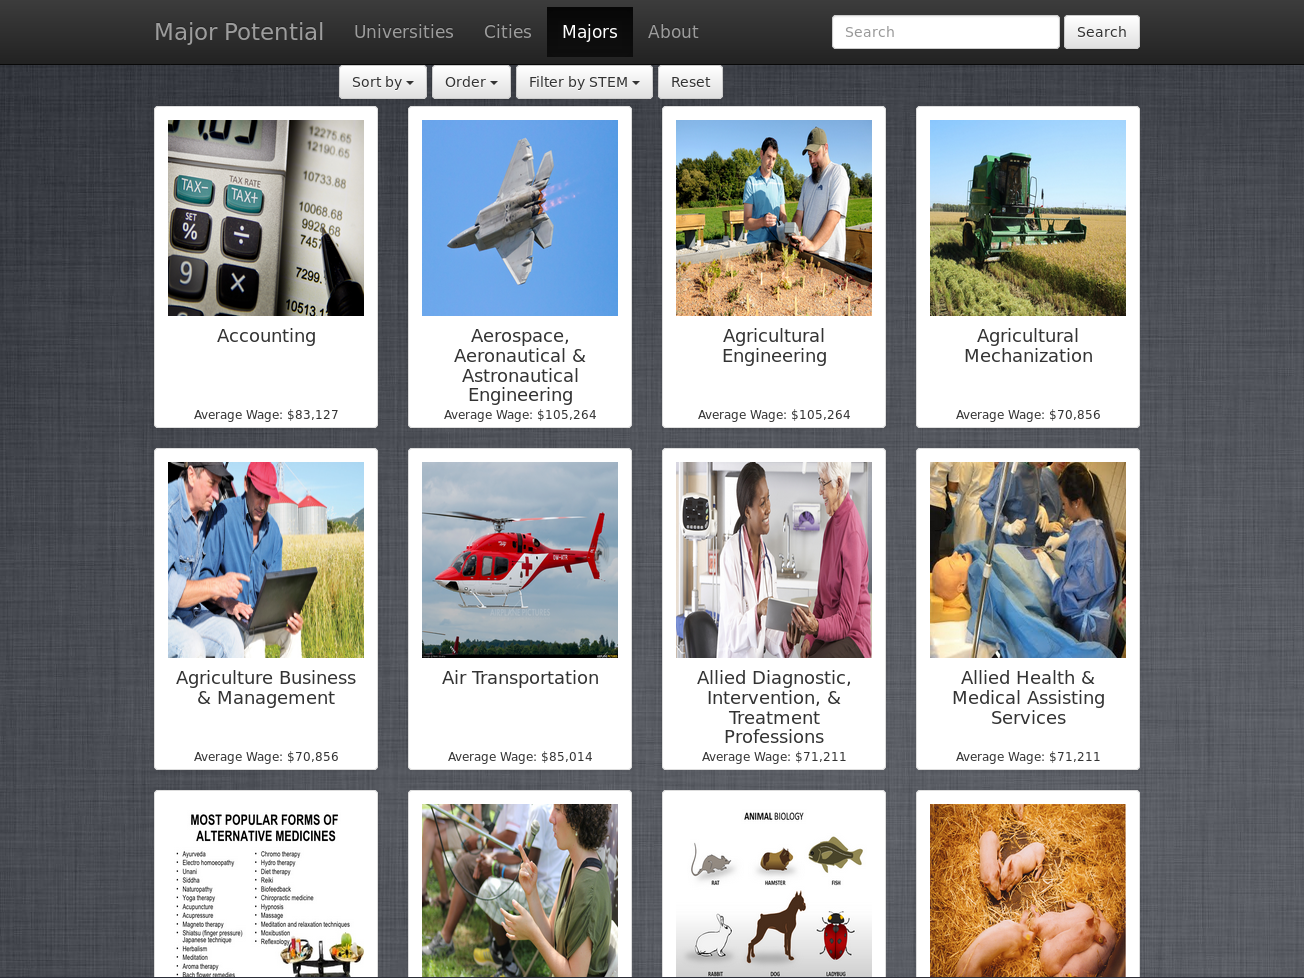 Major Potential
Universities
Cities
Majors
About
Search
Search
Sort by
Order
Filter by STEM
Reset
12275.65
12190.65
10733.88
10068.68
9928.68
7457
7299.
10513.1
TAX RATE
TAX-
TAX+
SET
%
÷
9
×
Accounting
Average Wage: $83,127
Aerospace,
Aeronautical &
Astronautical
Engineering
Average Wage: $105,264
Agricultural
Engineering
Average Wage: $105,264
Agricultural
Mechanization
Average Wage: $70,856
Agriculture Business
& Management
Average Wage: $70,856
Air Transportation
Average Wage: $85,014
Allied Diagnostic,
Intervention, &
Treatment
Professions
Average Wage: $71,211
Allied Health &
Medical Assisting
Services
Average Wage: $71,211
MOST POPULAR FORMS OF
ALTERNATIVE MEDICINES
• Ayurveda
• Electro homoeopathy
• Unani
• Siddha
• Naturopathy
• Yoga therapy
• Acupuncture
• Acupressure
• Magneto therapy
• Shiatsu (finger pressure)
Japanese technique
• Herbalism
• Meditation
• Aroma therapy
• Bach flower remedies
• Chromo therapy
• Hydro therapy
• Diet therapy
• Reiki
• Biofeedback
• Chiropractic medicine
• Hypnosis
• Massage
• Meditation and relaxation techniques
• Moxibustion
• Reflexology
ANIMAL BIOLOGY
RAT
HAMSTER
FISH
RABBIT
DOG
LADYBUG